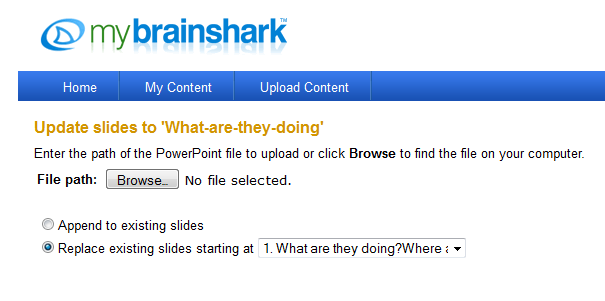 mybrainshark™
Home My Content Upload Content
Update slides to 'What-are-they-doing'
Enter the path of the PowerPoint file to upload or click Browse to find the file on your computer.
File path: Browse... No file selected.
Append to existing slides
Replace existing slides starting at 1. What are they doing?Where